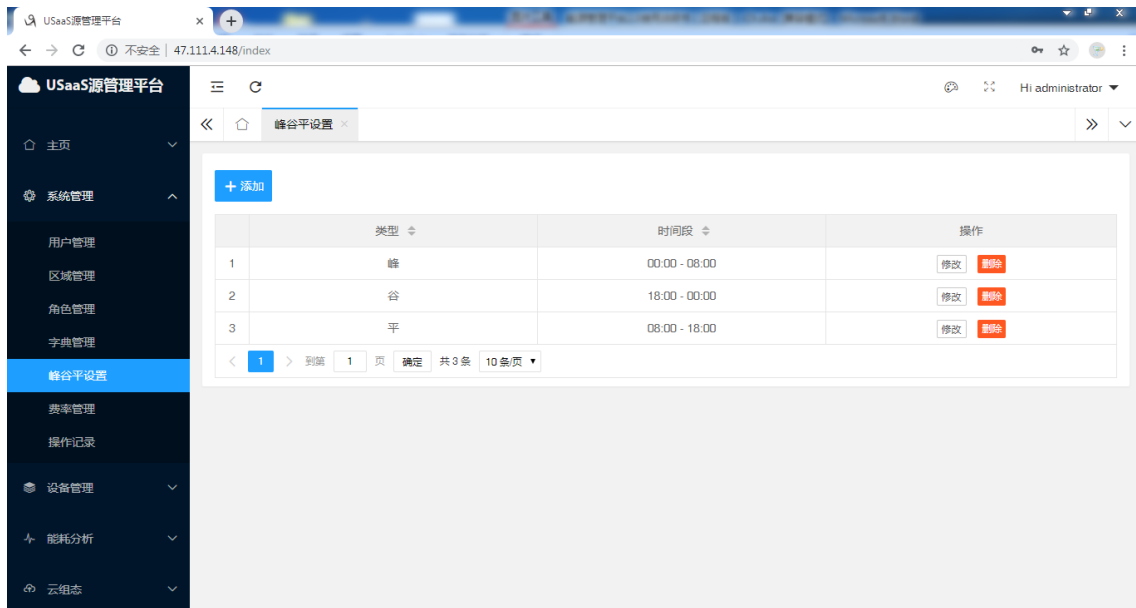 USaaS源管理平台
不安全 47.111.4.148/index
USaaS源管理平台
Hi administrator
峰谷平设置
主页
系统管理
用户管理
区域管理
角色管理
字典管理
峰谷平设置
费率管理
操作记录
设备管理
能耗分析
云组态
添加
类型 时间段 操作
1 峰 00:00 - 08:00 修改 删除
2 谷 18:00 - 00:00 修改 删除
3 平 08:00 - 18:00 修改 删除
1 到第 1 页 确定 共 3 条 10 条/页